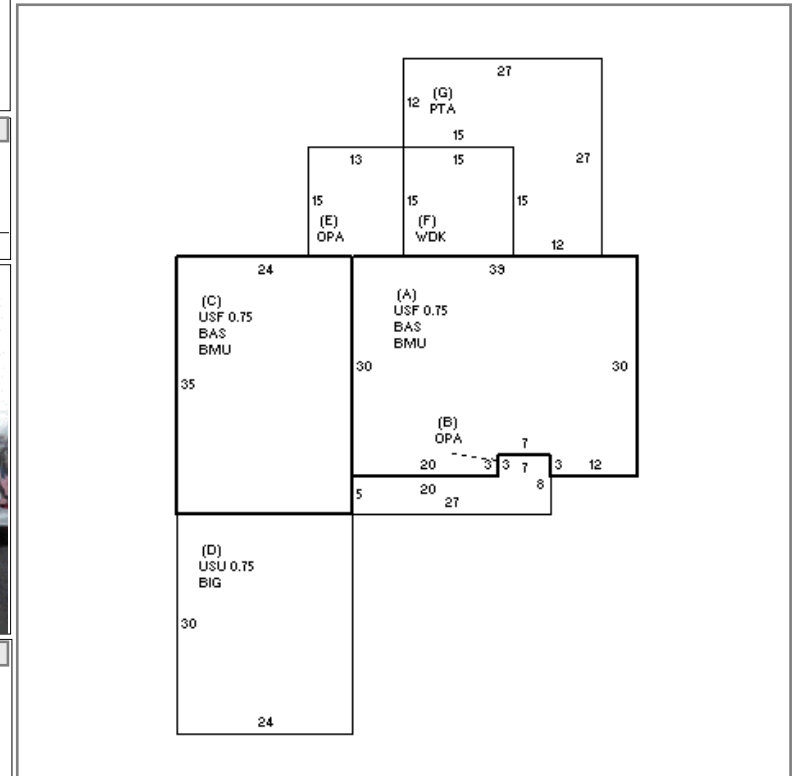 27
12 (G)
PTA
15
13 15 27
15 15 15
(E) (F)
OPA WDK
12
24 39
(C) (A)
USF 0.75 USF 0.75
BAS BAS
BMU BMU
30 30
35
(B)
OPA 7
20 3 3 7 3 12
5 20 8
27
(D)
USU 0.75
BIG
30
24